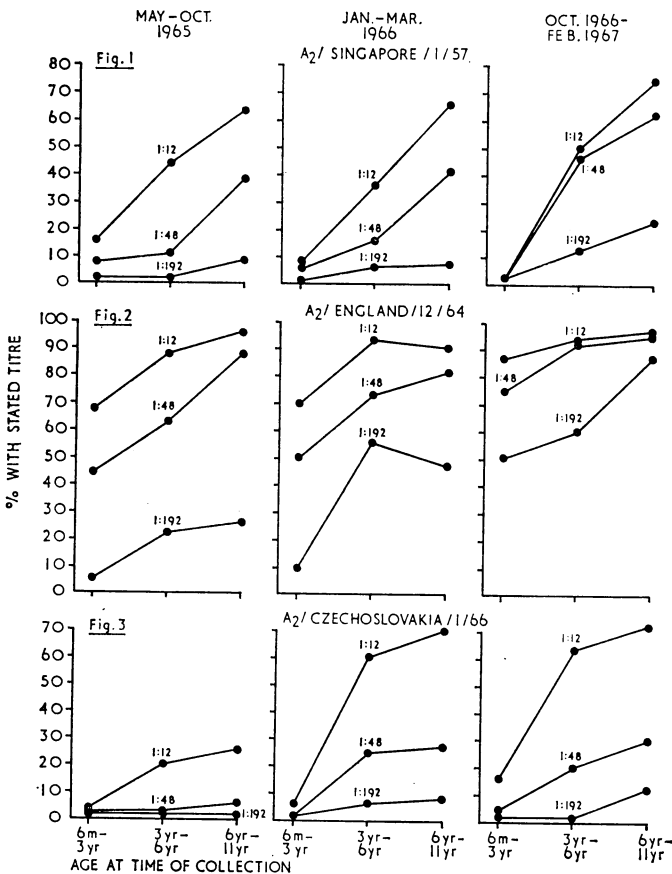 MAY–OCT.
1965
JAN.–MAR.
1966
OCT. 1966–
FEB. 1967
Fig.1
A2/ SINGAPORE /1/57
80
70
60
50
40
30
20
10
0
1:12
1:48
1:192
1:12
1:48
1:192
1:12
1:48
1:192
Fig.2
A2/ ENGLAND/12/64
% WITH STATED TITRE
100
90
80
70
60
50
40
30
20
10
0
1:12
1:48
1:192
1:12
1:48
1:192
1:12
1:48
1:192
Fig.3
A2/ CZECHOSLOVAKIA/1/66
70
60
50
40
30
20
10
0
1:12
1:48
1:192
1:12
1:48
1:192
1:12
1:48
1:192
6m–
3yr
3yr–
6yr
6yr–
11yr
6m–
3yr
3yr–
6yr
6yr–
11yr
6m–
3yr
3yr–
6yr
6yr–
11yr
AGE AT TIME OF COLLECTION